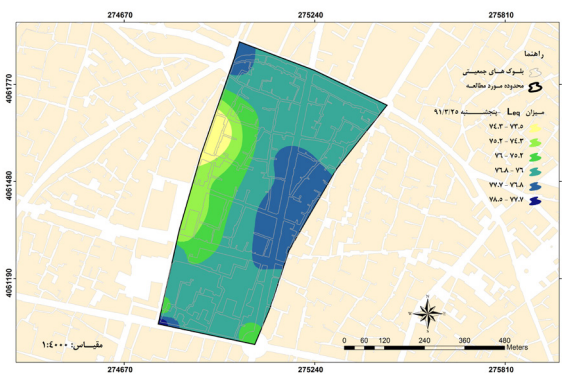 274670 275240 275810
4061770
4061480
4061190
راهنما
بلوک های جمعیتی
محدوده مورد مطالعه
میزان Leq پنجشنبه ۹۱/۳/۲۵
۷۳.۵ – ۷۴.۳
۷۴.۳ – ۷۵.۲
۷۵.۲ – ۷۶
۷۶ – ۷۶.۸
۷۶.۸ – ۷۷.۷
۷۷.۷ – ۷۸.۵
مقیاس: ۱:٤۰۰۰
0 60 120 240 360 480
Meters
274670 275240 275810